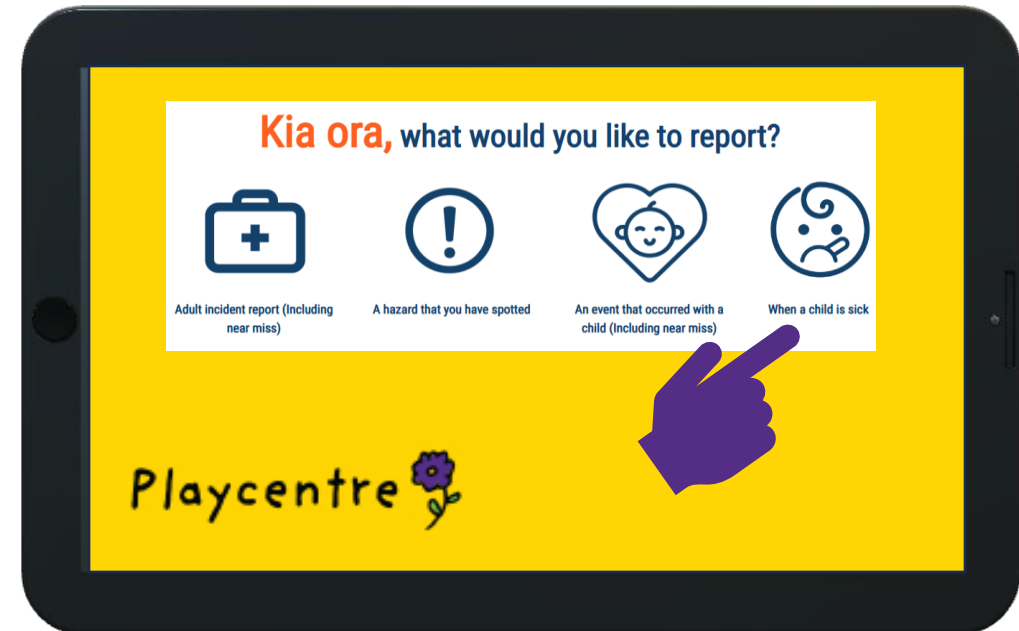 Kia ora, what would you like to report?
Adult incident report (Including
near miss)
A hazard that you have spotted
An event that occurred with a
child (Including near miss)
When a child is sick
Playcentre